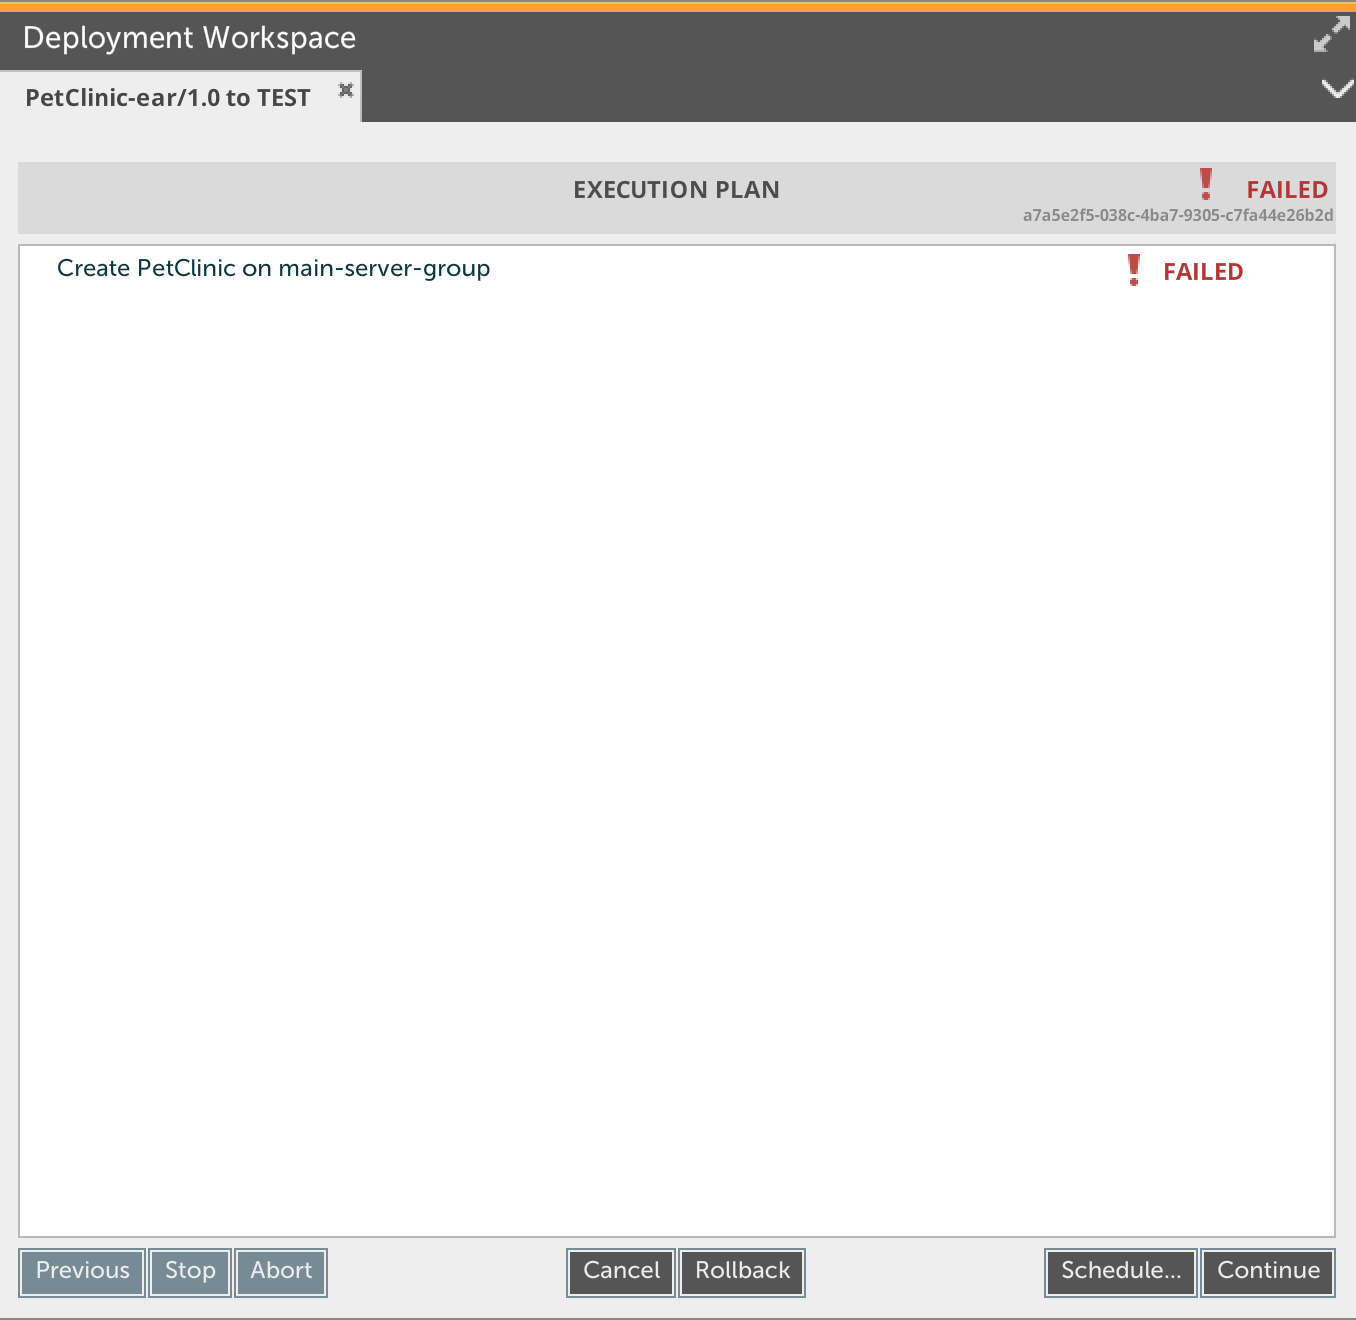 Deployment Workspace
PetClinic-ear/1.0 to TEST
EXECUTION PLAN
FAILED
a7a5e2f5-038c-4ba7-9305-c7fa44e26b2d
Create PetClinic on main-server-group
FAILED
Previous
Stop
Abort
Cancel
Rollback
Schedule...
Continue